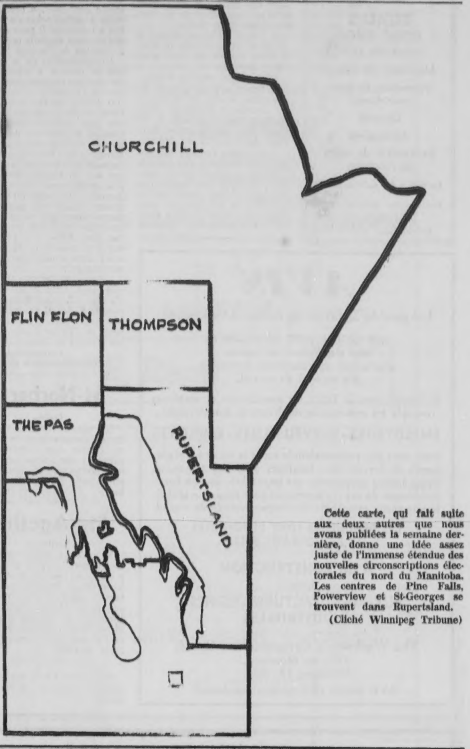 CHURCHILL
FLIN FLON
THOMPSON
THE PAS
RUPERTSLAND
Cette carte, qui fait suite
aux deux autres que nous
avons publiées la semaine der-
nière, donne une idée assex
juste de l'immense étendue des
nouvelles circonscriptions élec-
torales du nord du Manitoba.
Les centres de Pine Falls,
Powerview et St-Georges se
trouvent dans Rupertsland.
(Cliché Winnipeg Tribune)